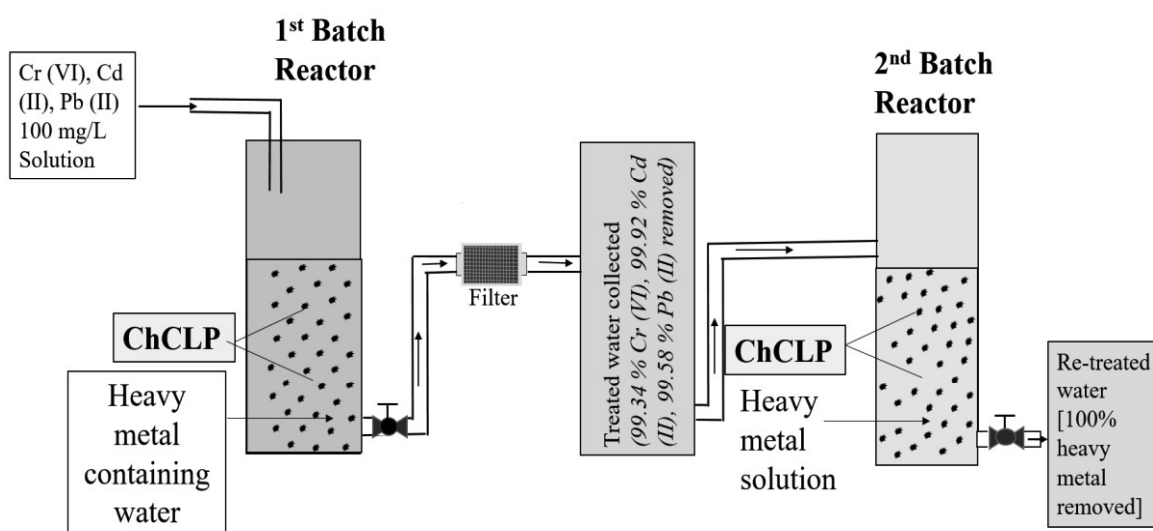 1st Batch
Reactor
Cr (VI), Cd
(II), Pb (II)
100 mg/L
Solution
2nd Batch
Reactor
Filter
Treated water collected
(99.34 % Cr (VI), 99.92 % Cd
(II), 99.58 % Pb (II) removed)
ChCLP
Heavy
metal
containing
water
ChCLP
Heavy
metal
solution
Re-treated
water
[100%
heavy
metal
removed]